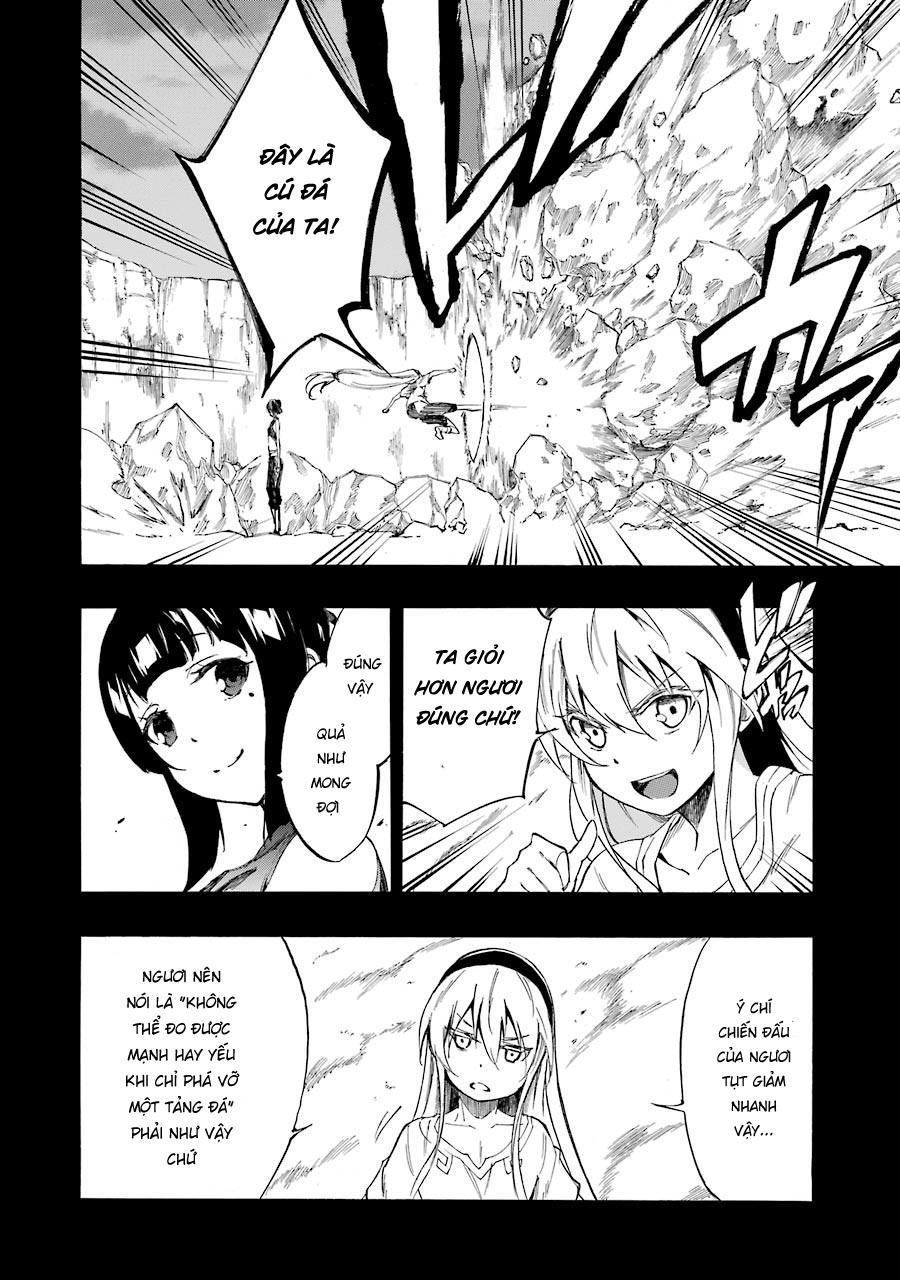 ĐÂY LÀ
CÚ ĐÁ
CỦA TA!
TA GIỎI
HƠN NGƯƠI
ĐÚNG CHỨ!
ĐÚNG
VẬY
QUẢ NHƯ
MONG
ĐỢI
Ý CHÍ
CHIẾN ĐẤU
CỦA NGƯƠI
TỤT GIẢM
NHANH
VẬY...
NGƯƠI NÊN
NÓI LÀ "KHÔNG
THỂ ĐO ĐƯỢC
MẠNH HAY YẾU
KHI CHỈ PHÁ VỠ
MỘT TẢNG ĐÁ"
PHẢI NHƯ VẬY
CHỨ